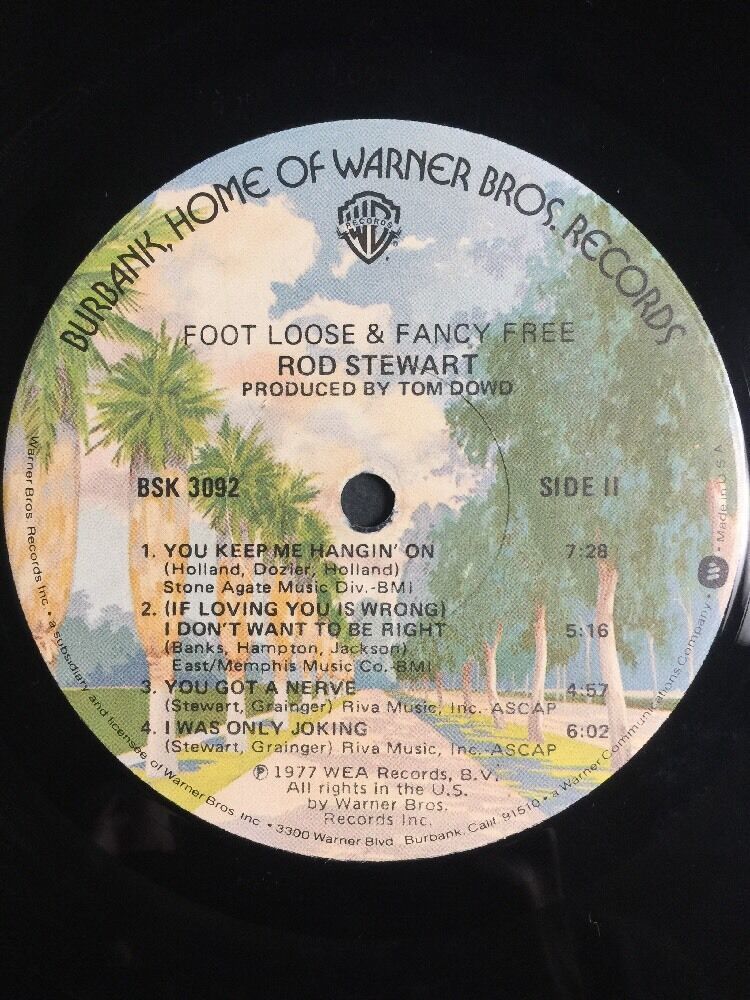 BURBANK, HOME OF WARNER BROS. RECORDS
RECORDS
FOOT LOOSE & FANCY FREE
ROD STEWART
PRODUCED BY TOM DOWD
BSK 3092 SIDE II
1. YOU KEEP ME HANGIN' ON 7:28
(Holland, Dozier, Holland)
Stone Agate Music Div.-BMI
2. (IF LOVING YOU IS WRONG)
I DON'T WANT TO BE RIGHT 5:16
(Banks, Hampton, Jackson)
East/Memphis Music Co.-BMI
3. YOU GOT A NERVE 4:57
(Stewart, Grainger) Riva Music, Inc.-ASCAP
4. I WAS ONLY JOKING 6:02
(Stewart, Grainger) Riva Music, Inc.-ASCAP
℗ 1977 WEA Records, B.V.
All rights in the U.S.
by Warner Bros.
Records Inc.
Warner Bros. Records Inc. • a subsidiary and licensee of Warner Bros. Inc. • 3300 Warner Blvd. Burbank, Calif. 91510 • a Warner Communications Company • Made in U.S.A.